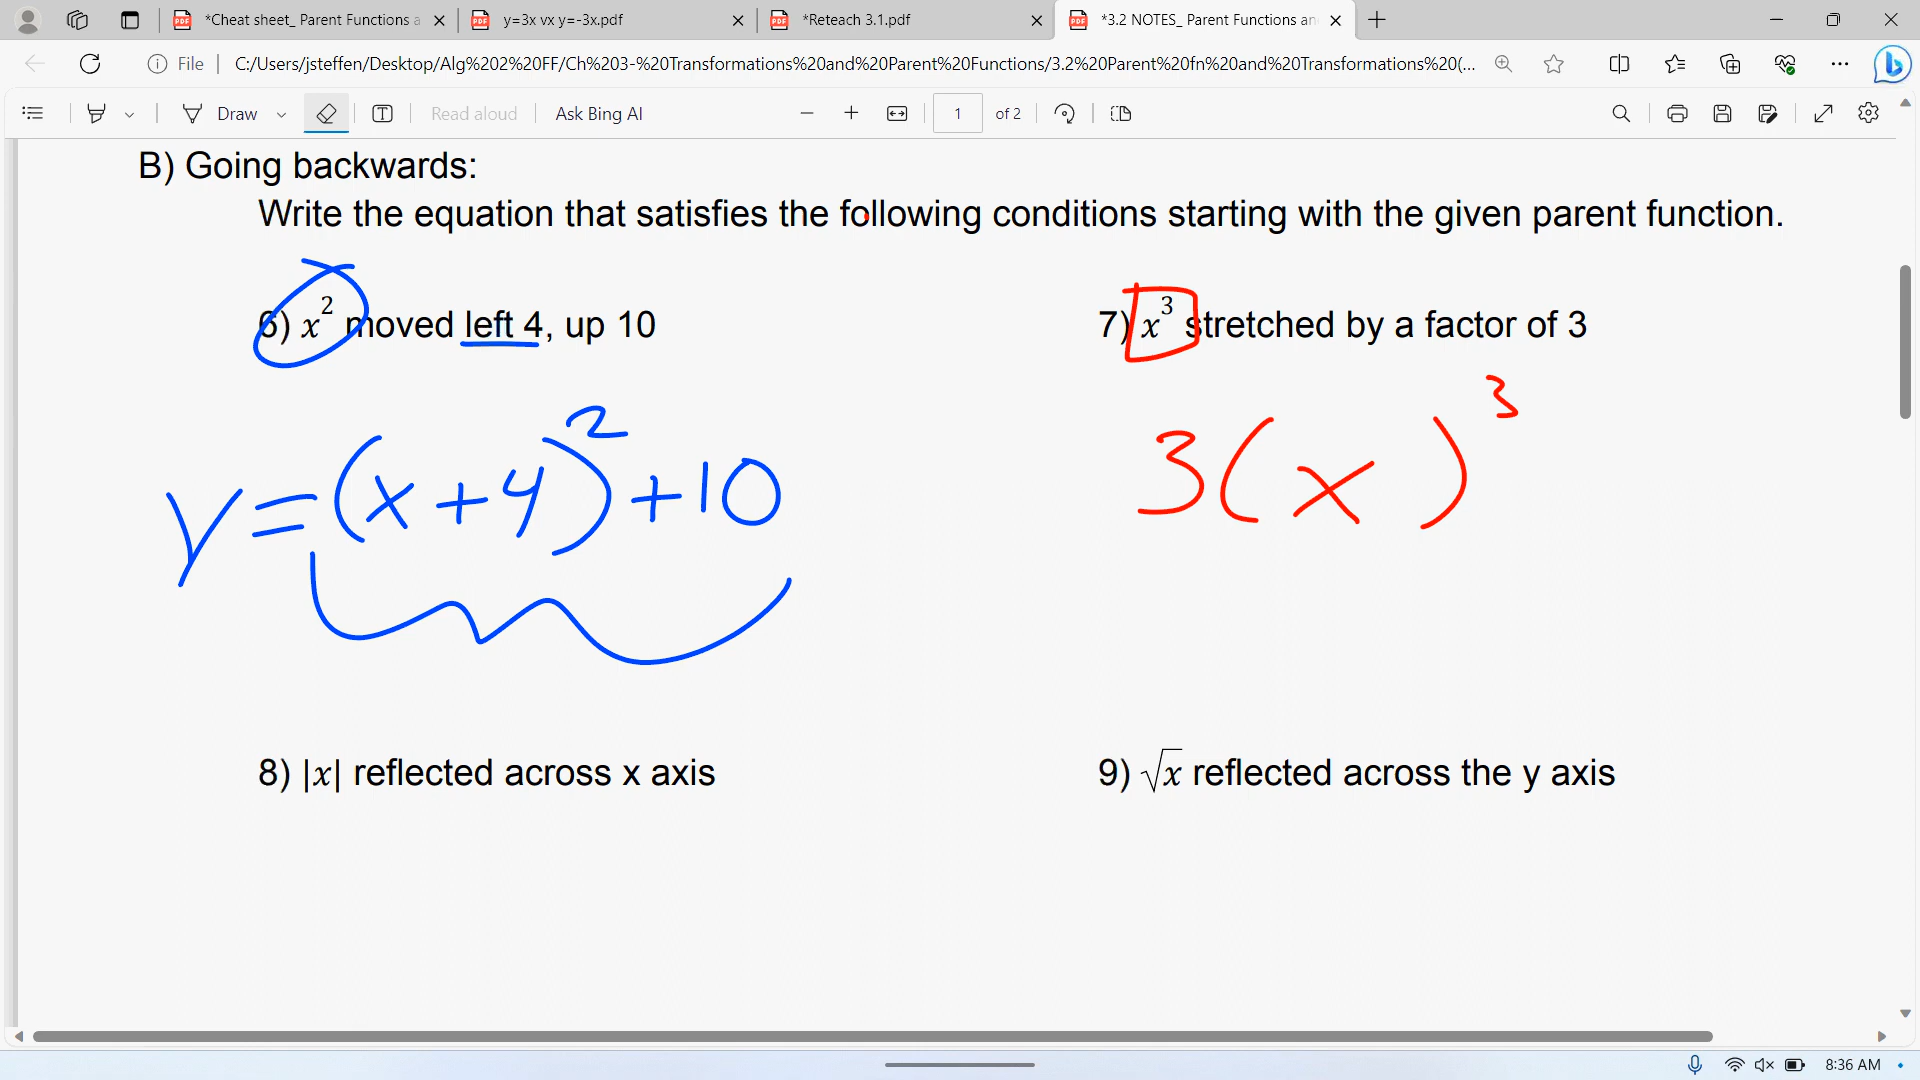 *Cheat sheet_ Parent Functions a
y=3x vx y=-3x.pdf
*Reteach 3.1.pdf
*3.2 NOTES_ Parent Functions an
File
C:/Users/jsteffen/Desktop/Alg%202%20FF/Ch%203-%20Transformations%20and%20Parent%20Functions/3.2%20Parent%20fn%20and%20Transformations%20(...
Draw
Read aloud
Ask Bing AI
1
of 2
B) Going backwards:
Write the equation that satisfies the following conditions starting with the given parent function.
6) x² moved left 4, up 10
7) x³ stretched by a factor of 3
y=(x+4)²+10
3(x)³
8) |x| reflected across x axis
9) √x reflected across the y axis
8:36 AM